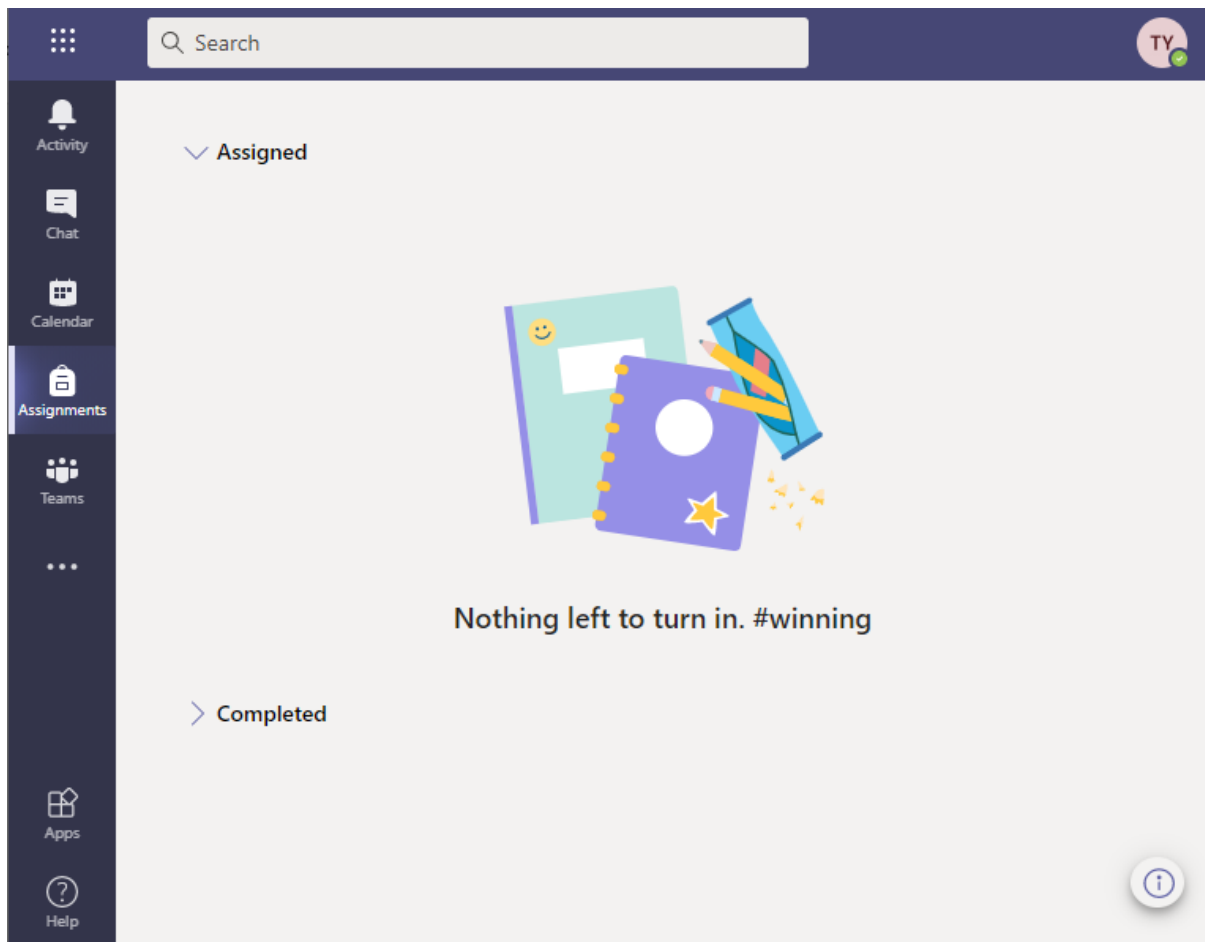 Search
TY
Activity
Chat
Calendar
Assignments
Teams
Apps
Help
Assigned
Nothing left to turn in. #winning
Completed